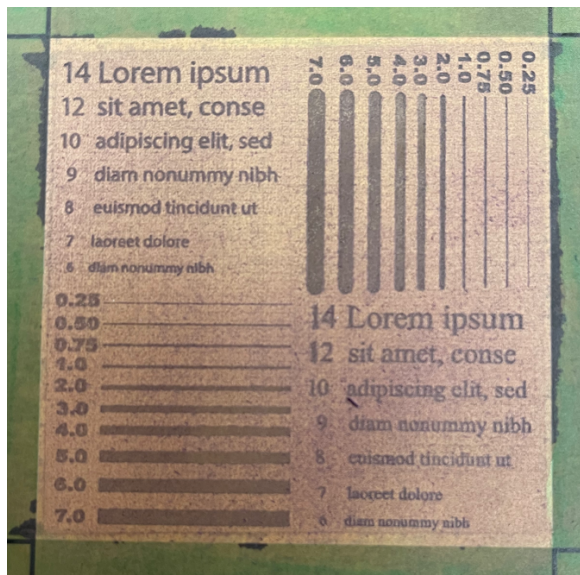 14 Lorem ipsum
12 sit amet, conse
10 adipiscing elit, sed
9 diam nonummy nibh
8 euismod tincidunt ut
7 laoreet dolore
6 diam nonummy nibh
7.0 6.0 5.0 4.0 3.0 2.0 1.0 0.75 0.50 0.25
0.25
0.50
0.75
1.0
2.0
3.0
4.0
5.0
6.0
7.0
14 Lorem ipsum
12 sit amet, conse
10 adipiscing elit, sed
9 diam nonummy nibh
8 euismod tincidunt ut
7 laoreet dolore
6 diam nonummy nibh